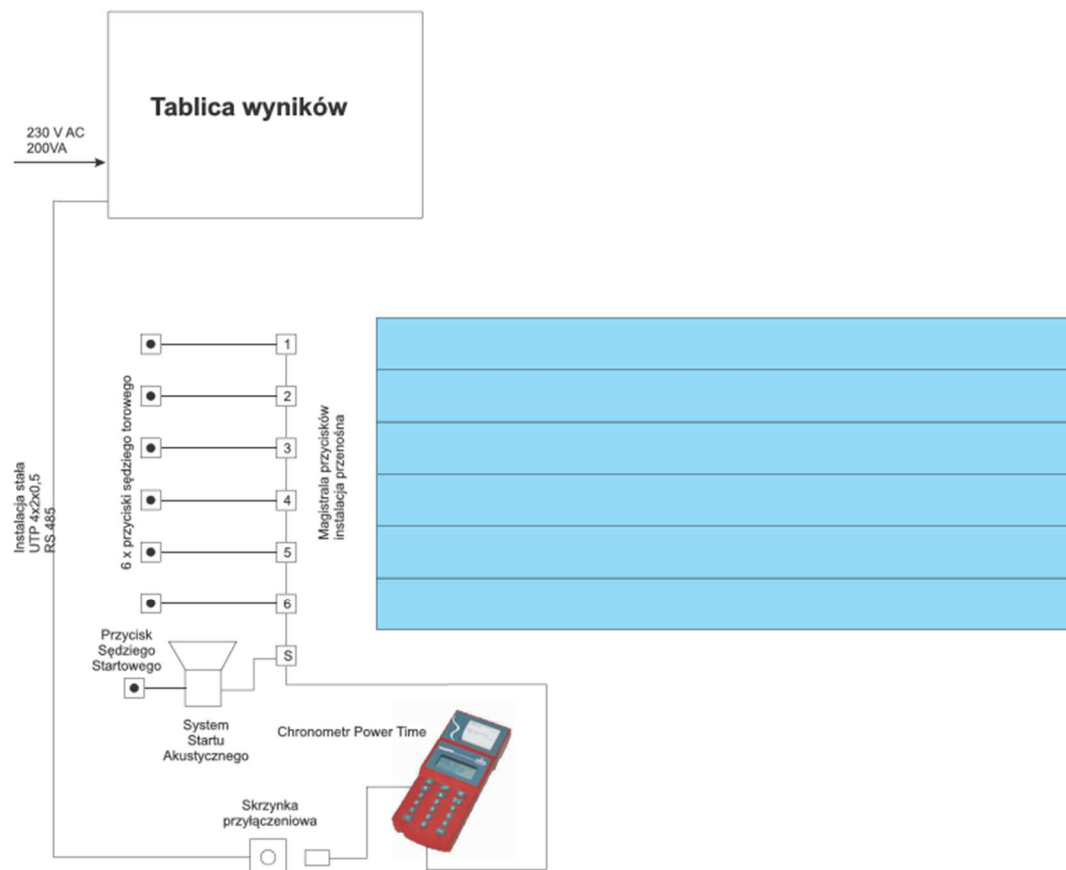 Tablica wyników
230 V AC
200VA
Instalacja stała
UTP 4x2x0,5
RS 485
6 x przyciski sędziego torowego
1
2
3
4
5
6
S
Magistrala przycisków
instalacja przenośna
Przycisk
Sędziego
Startowego
System
Startu
Akustycznego
Chronometr Power Time
Skrzynka
przyłączeniowa